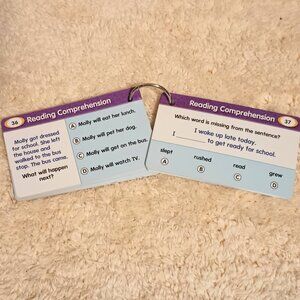 36
Reading Comprehension
Molly got dressed
for school. She left
the house and
walked to the bus
stop. The bus came.
What will happen
next?
A Molly will eat her lunch.
B Molly will pet her dog.
C Molly will get on the bus.
D Molly will watch TV.
Reading Comprehension
37
Which word is missing from the sentence?
I woke up late today.
I ______ to get ready for school.
slept
rushed
read
grew
A
B
C
D